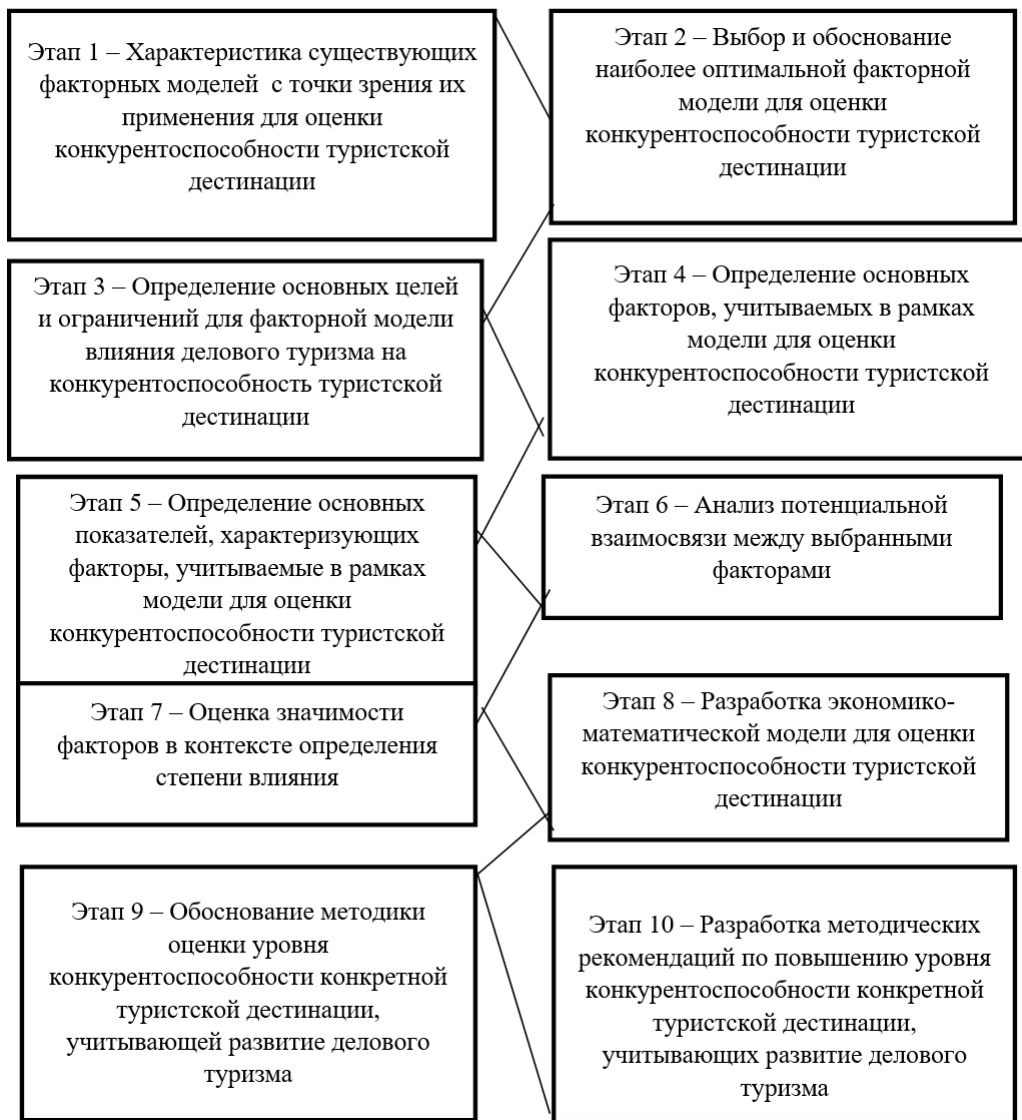 Этап 1 – Характеристика существующих
факторных моделей с точки зрения их
применения для оценки
конкурентоспособности туристской
дестинации
Этап 2 – Выбор и обоснование
наиболее оптимальной факторной
модели для оценки
конкурентоспособности туристской
дестинации
Этап 3 – Определение основных целей
и ограничений для факторной модели
влияния делового туризма на
конкурентоспособность туристской
дестинации
Этап 4 – Определение основных
факторов, учитываемых в рамках
модели для оценки
конкурентоспособности туристской
дестинации
Этап 5 – Определение основных
показателей, характеризующих
факторы, учитываемые в рамках
модели для оценки
конкурентоспособности туристской
дестинации
Этап 6 – Анализ потенциальной
взаимосвязи между выбранными
факторами
Этап 7 – Оценка значимости
факторов в контексте определения
степени влияния
Этап 8 – Разработка экономико-
математической модели для оценки
конкурентоспособности туристской
дестинации
Этап 9 – Обоснование методики
оценки уровня
конкурентоспособности конкретной
туристской дестинации,
учитывающей развитие делового
туризма
Этап 10 – Разработка методических
рекомендаций по повышению уровня
конкурентоспособности конкретной
туристской дестинации,
учитывающих развитие делового
туризма